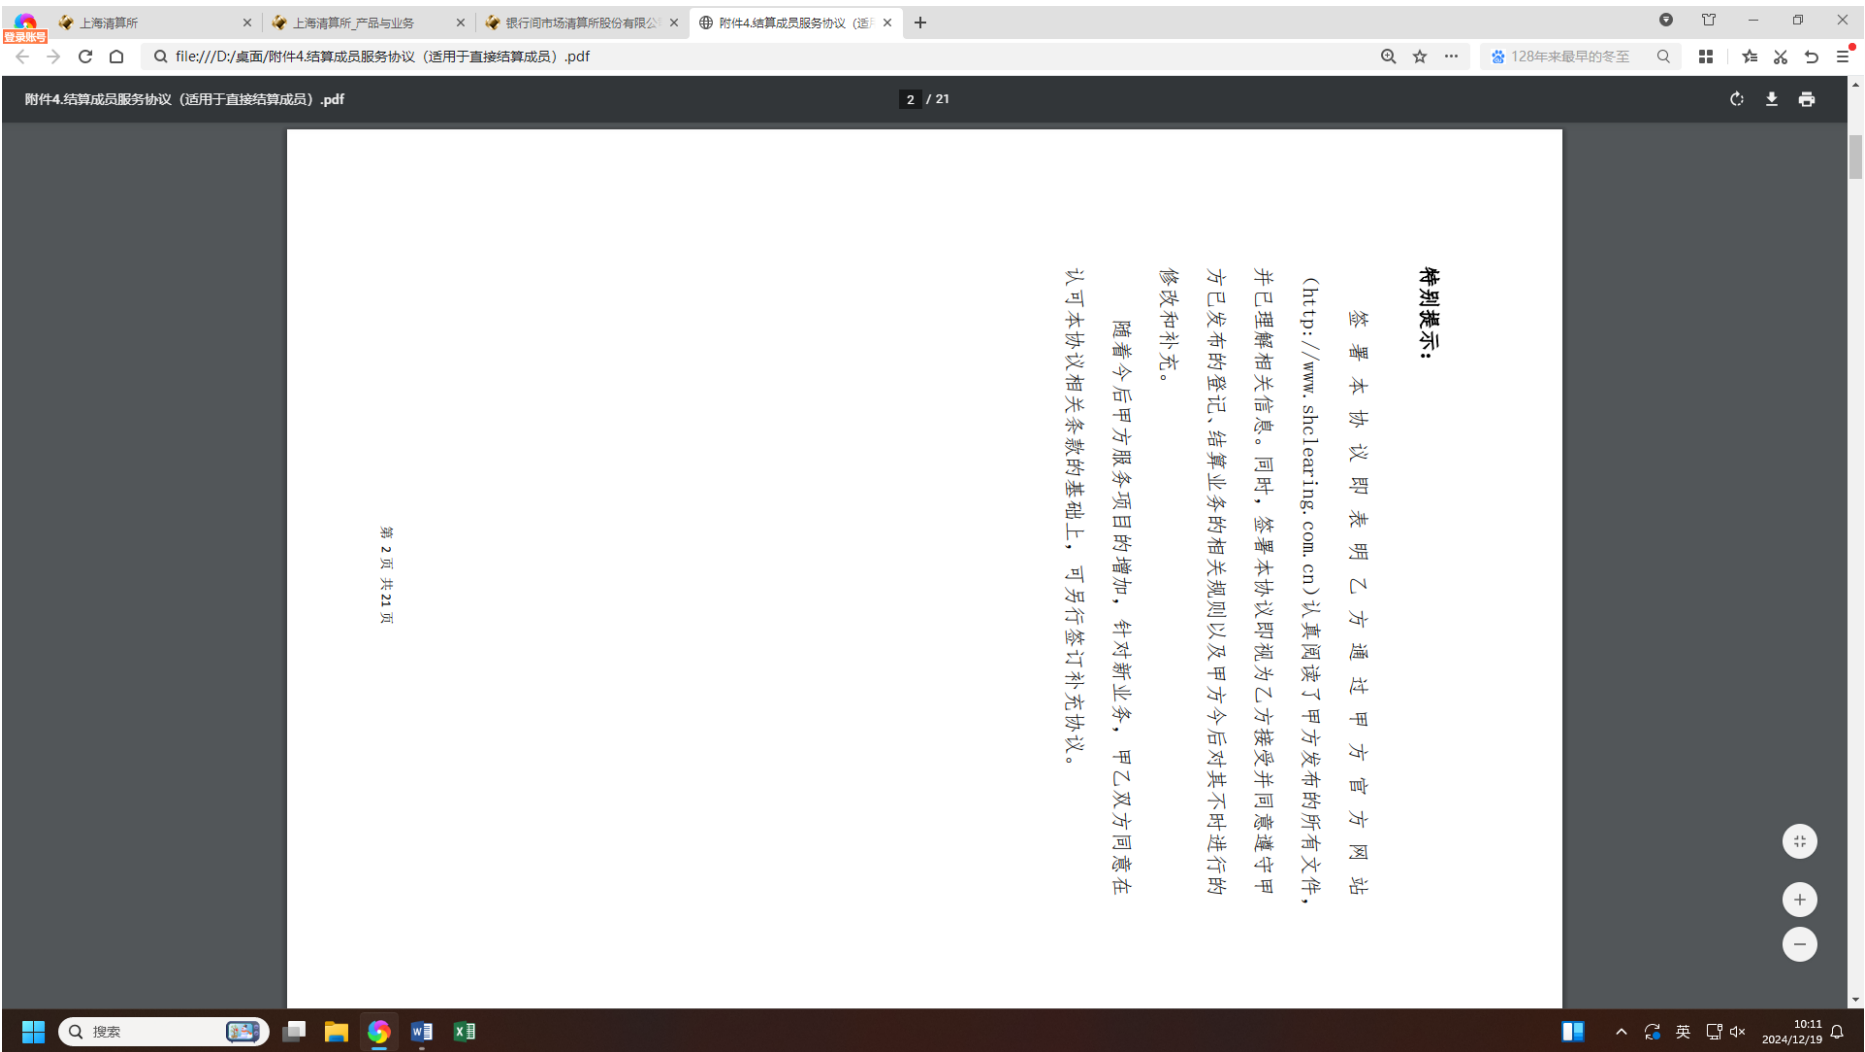 上海清算所
上海清算所_产品与业务
银行间市场清算所股份有限公
附件4.结算成员服务协议（适
登录账号
file:///D:/桌面/附件4.结算成员服务协议（适用于直接结算成员）.pdf
128年来最早的冬至
附件4.结算成员服务协议（适用于直接结算成员）.pdf
2 / 21
特别提示：
签署本协议即表明乙方通过甲方官方网站
（http://www.shclearing.com.cn）认真阅读了甲方发布的所有文件，
并已理解相关信息。同时，签署本协议即视为乙方接受并同意遵守甲
方已发布的登记、结算业务的相关规则以及甲方今后对其不时进行的
修改和补充。
随着今后甲方服务项目的增加，针对新业务，甲乙双方同意在
认可本协议相关条款的基础上，可另行签订补充协议。
第 2 页 共 21 页
搜索
英
10:11
2024/12/19